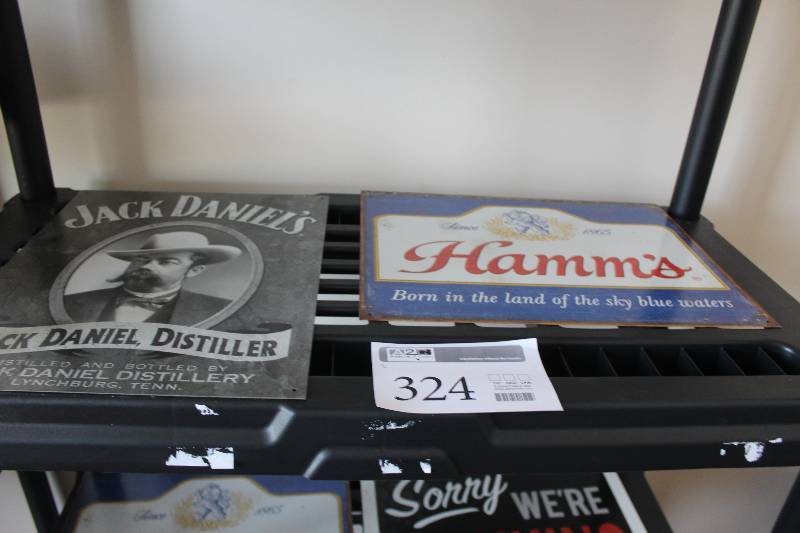 JACK DANIEL'S
CK DANIEL, DISTILLER
DISTILLED AND BOTTLED BY
K DANIEL DISTILLERY
LYNCHBURG, TENN.
Since 1865
Hamm's
Born in the land of the sky blue waters
324
Since 1865
Sorry WE'RE